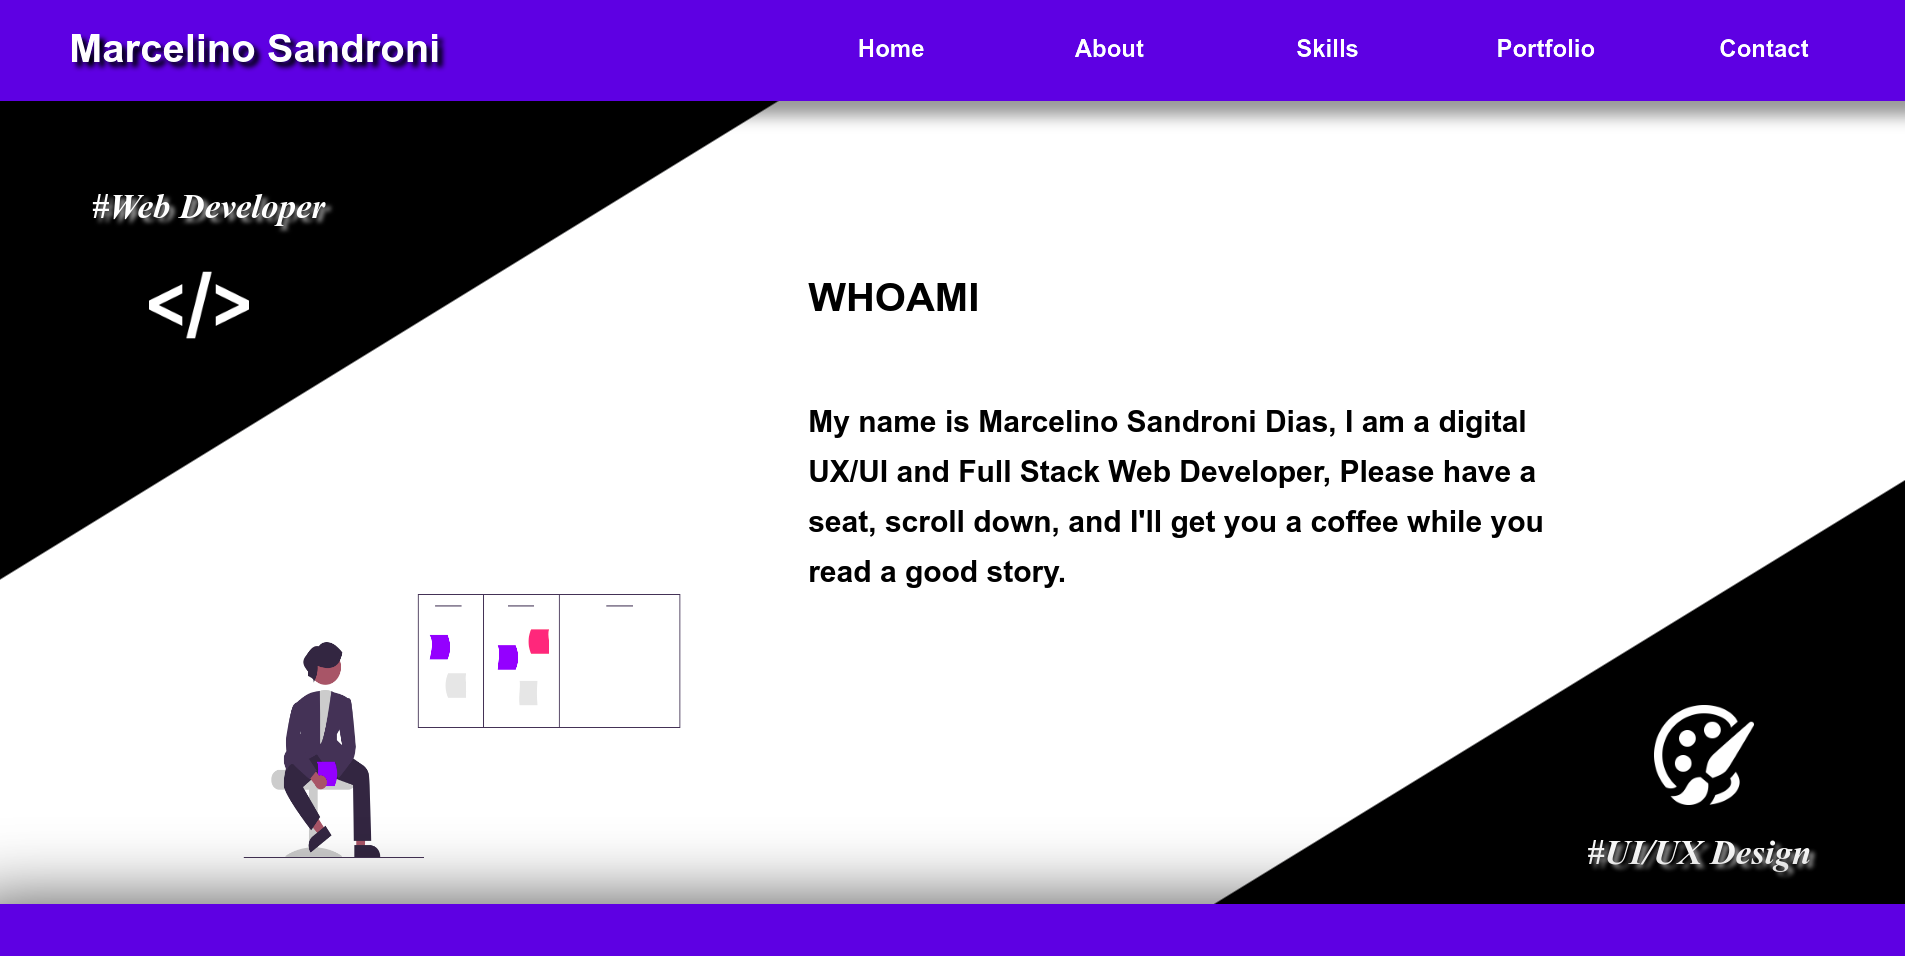 Marcelino Sandroni
Home
About
Skills
Portfolio
Contact
#Web Developer
</>
WHOAMI
My name is Marcelino Sandroni Dias, I am a digital
UX/UI and Full Stack Web Developer, Please have a
seat, scroll down, and I'll get you a coffee while you
read a good story.
#UI/UX Design